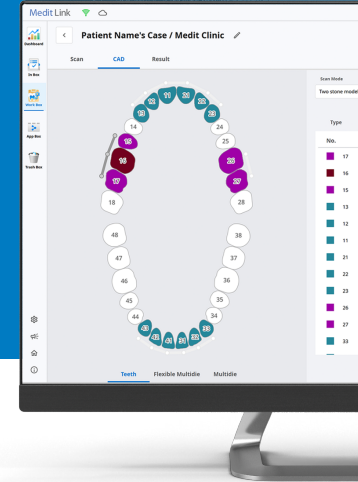 Medit Link
Dashboard
In Box
Work Box
App Box
Trash Box
Patient Name's Case / Medit Clinic
Scan
CAD
Result
Scan Mode
Two stone mode
Type
No.
17
16
15
13
12
11
21
22
23
26
27
33
11 21
12 22
13 23
14 24
15 25
16 26
17 27
18 28
48 38
47 37
46 36
45 35
44 34
43 33
42 32
41 31
Teeth
Flexible Multidie
Multidie